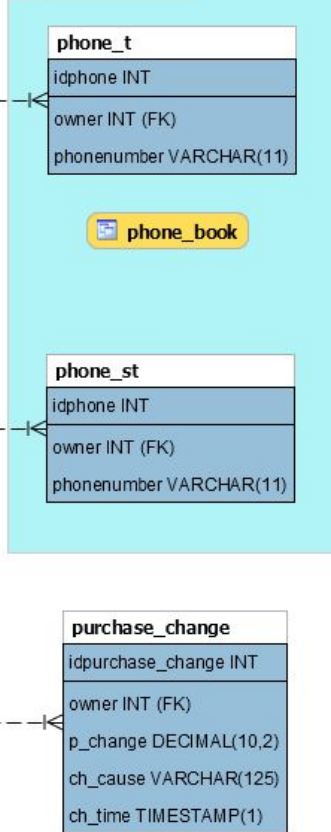 phone_t
idphone INT
owner INT (FK)
phonenumber VARCHAR(11)
phone_book
phone_st
idphone INT
owner INT (FK)
phonenumber VARCHAR(11)
purchase_change
idpurchase_change INT
owner INT (FK)
p_change DECIMAL(10,2)
ch_cause VARCHAR(125)
ch_time TIMESTAMP(1)